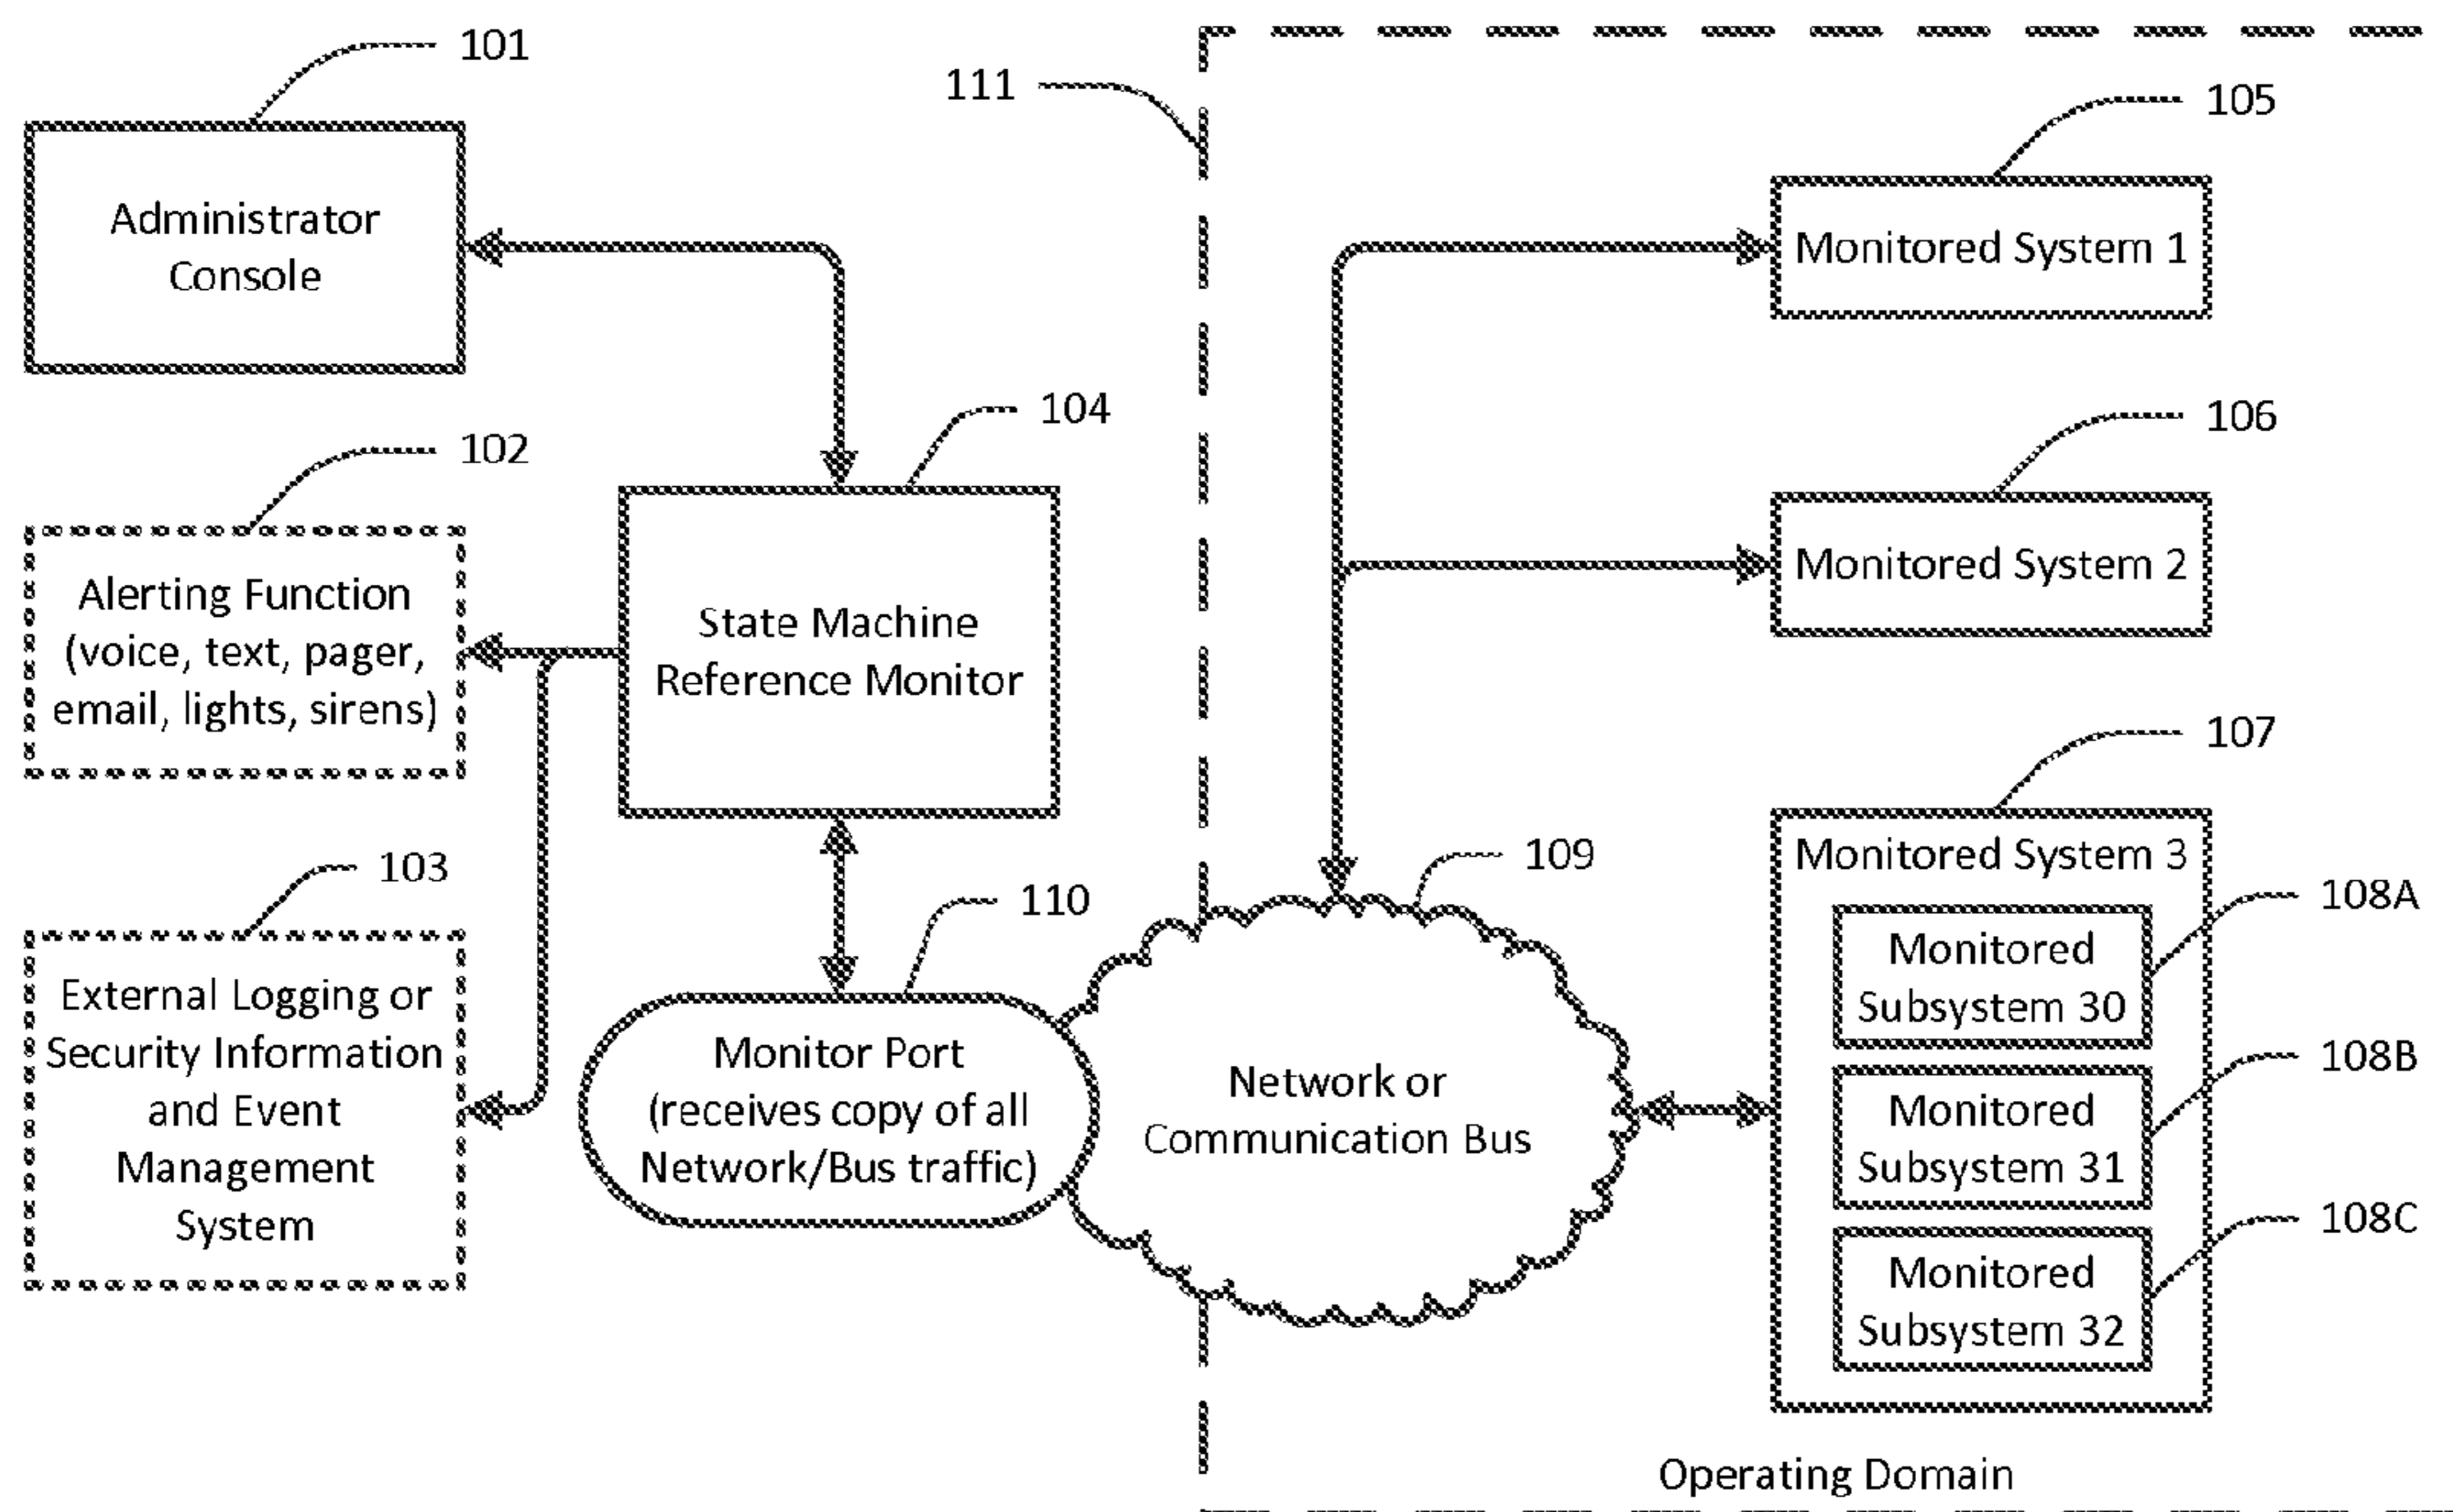 101
Administrator
Console
102
Alerting Function
(voice, text, pager,
email, lights, sirens)
103
External Logging or
Security Information
and Event
Management
System
104
State Machine
Reference Monitor
110
Monitor Port
(receives copy of all
Network/Bus traffic)
111
105
Monitored System 1
106
Monitored System 2
109
Network or
Communication Bus
107
Monitored System 3
108A
Monitored
Subsystem 30
108B
Monitored
Subsystem 31
108C
Monitored
Subsystem 32
Operating Domain